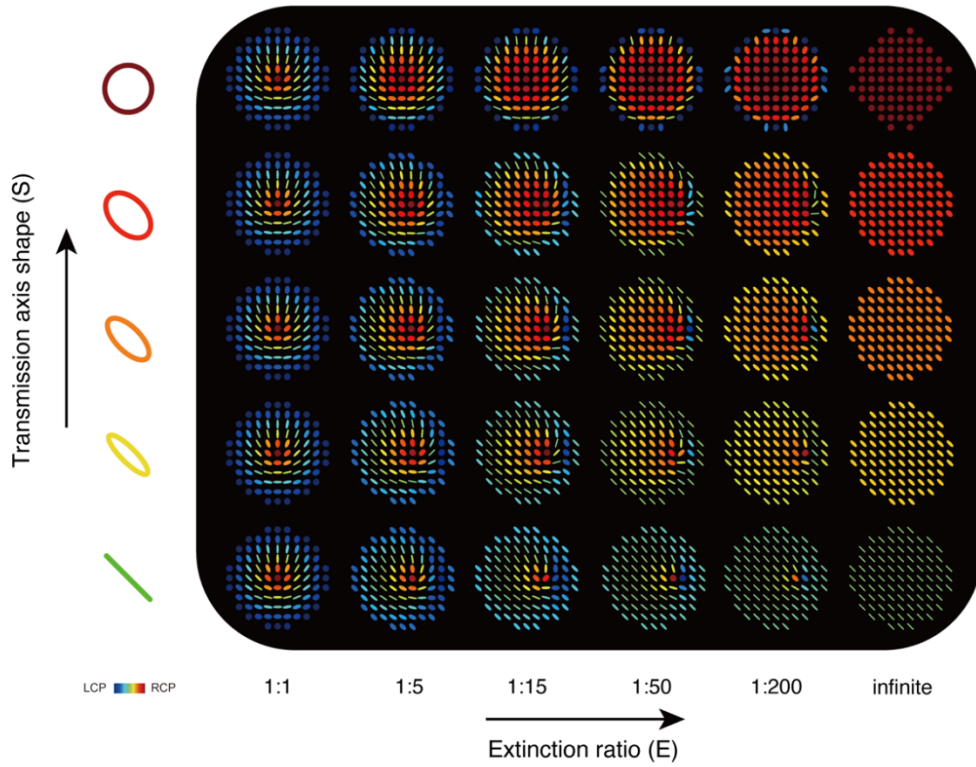 Transmission axis shape (S)
LCP RCP
1:1 1:5 1:15 1:50 1:200 infinite
Extinction ratio (E)